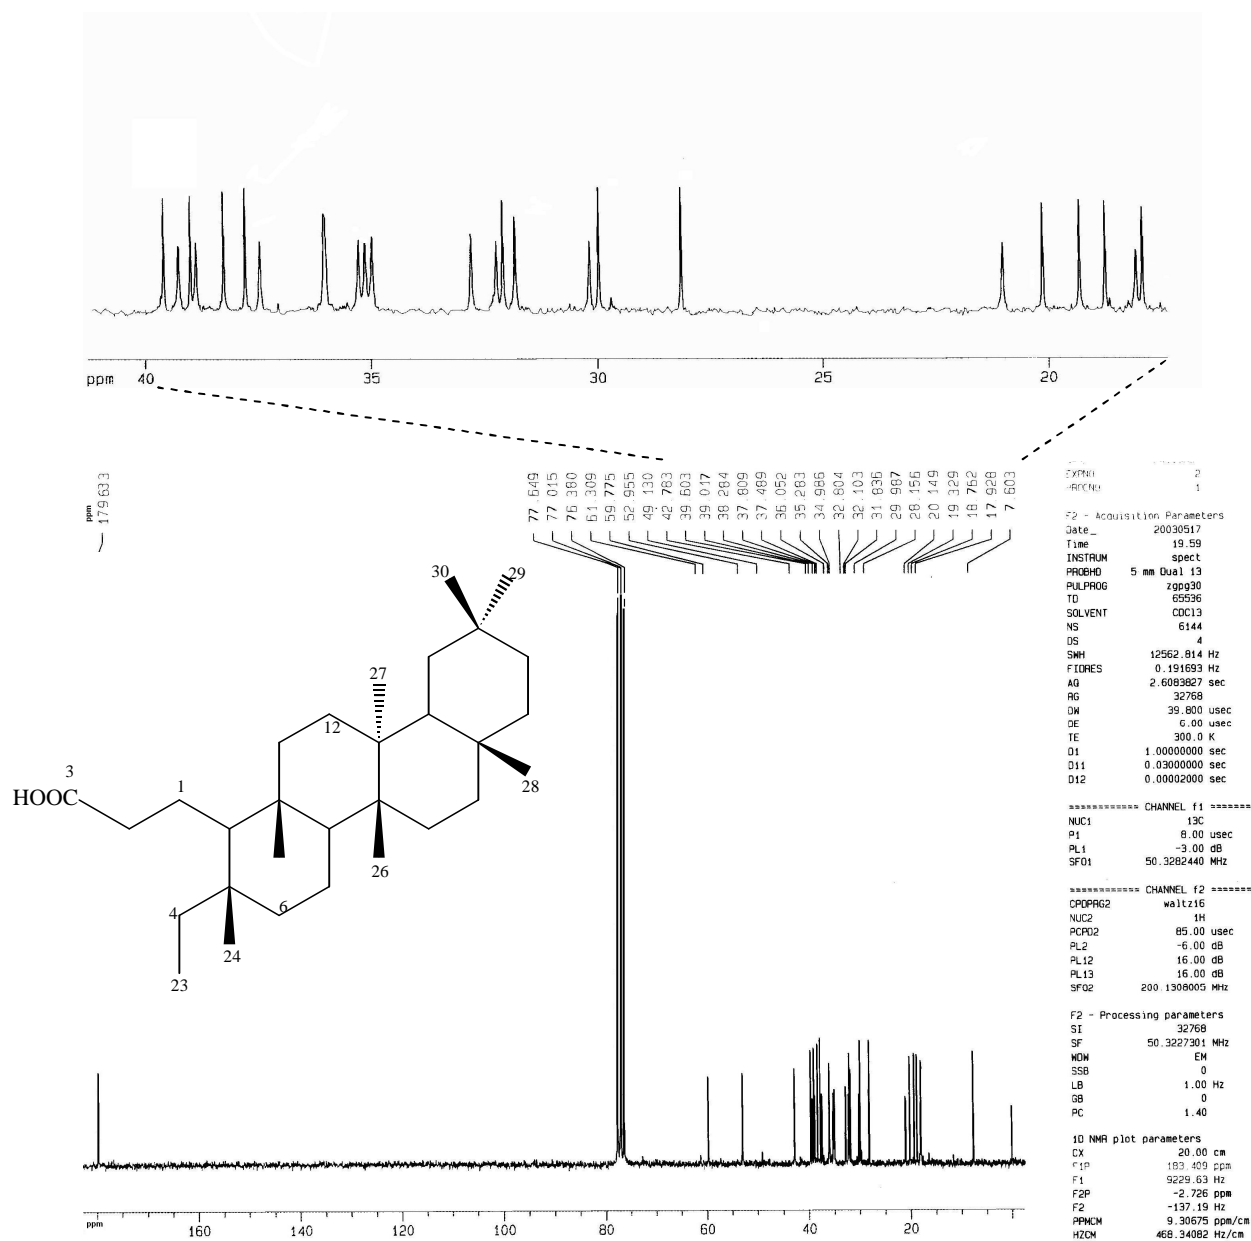 ppm 40 35 30 25 20
ppm
179.633
77.649
77.015
76.380
61.309
59.775
52.955
49.130
42.783
39.603
39.017
38.284
37.809
37.489
36.052
35.283
34.986
32.804
32.103
31.836
29.987
28.156
20.149
19.329
18.762
17.928
7.603
EXPNO 2
PROCNO 1
F2 - Acquisition Parameters
Date_ 20030517
Time 19.59
INSTRUM spect
PROBHD 5 mm Dual 13
PULPROG zgpg30
TD 65536
SOLVENT CDCl3
NS 6144
DS 4
SWH 12562.814 Hz
FIDRES 0.191693 Hz
AQ 2.6083827 sec
RG 32768
DW 39.800 usec
DE 6.00 usec
TE 300.0 K
D1 1.00000000 sec
D11 0.03000000 sec
D12 0.00002000 sec
=========== CHANNEL f1 =======
NUC1 13C
P1 8.00 usec
PL1 -3.00 dB
SFO1 50.3282440 MHz
=========== CHANNEL f2 =======
CPDPRG2 waltz16
NUC2 1H
PCPD2 85.00 usec
PL2 -6.00 dB
PL12 16.00 dB
PL13 16.00 dB
SFO2 200.1308005 MHz
F2 - Processing parameters
SI 32768
SF 50.3227301 MHz
WDW EM
SSB 0
LB 1.00 Hz
GB 0
PC 1.40
1D NMR plot parameters
CX 20.00 cm
F1P 183.409 ppm
F1 9229.63 Hz
F2P -2.726 ppm
F2 -137.19 Hz
PPMCM 9.30675 ppm/cm
HZCM 468.34082 Hz/cm
30
29
27
12
28
3
1
HOOC
26
4
6
24
23
ppm 160 140 120 100 80 60 40 20